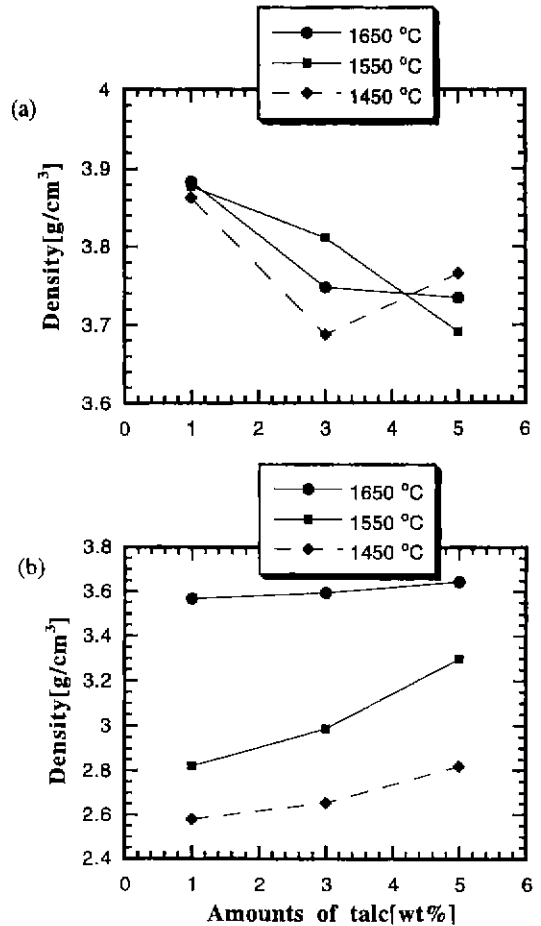 1650 °C
1550 °C
1450 °C
(a)
4
3.9
3.8
3.7
3.6
Density[g/cm³]
0 1 2 3 4 5 6
1650 °C
1550 °C
1450 °C
(b)
3.8
3.6
3.4
3.2
3
2.8
2.6
2.4
Density[g/cm³]
0 1 2 3 4 5 6
Amounts of talc[wt%]